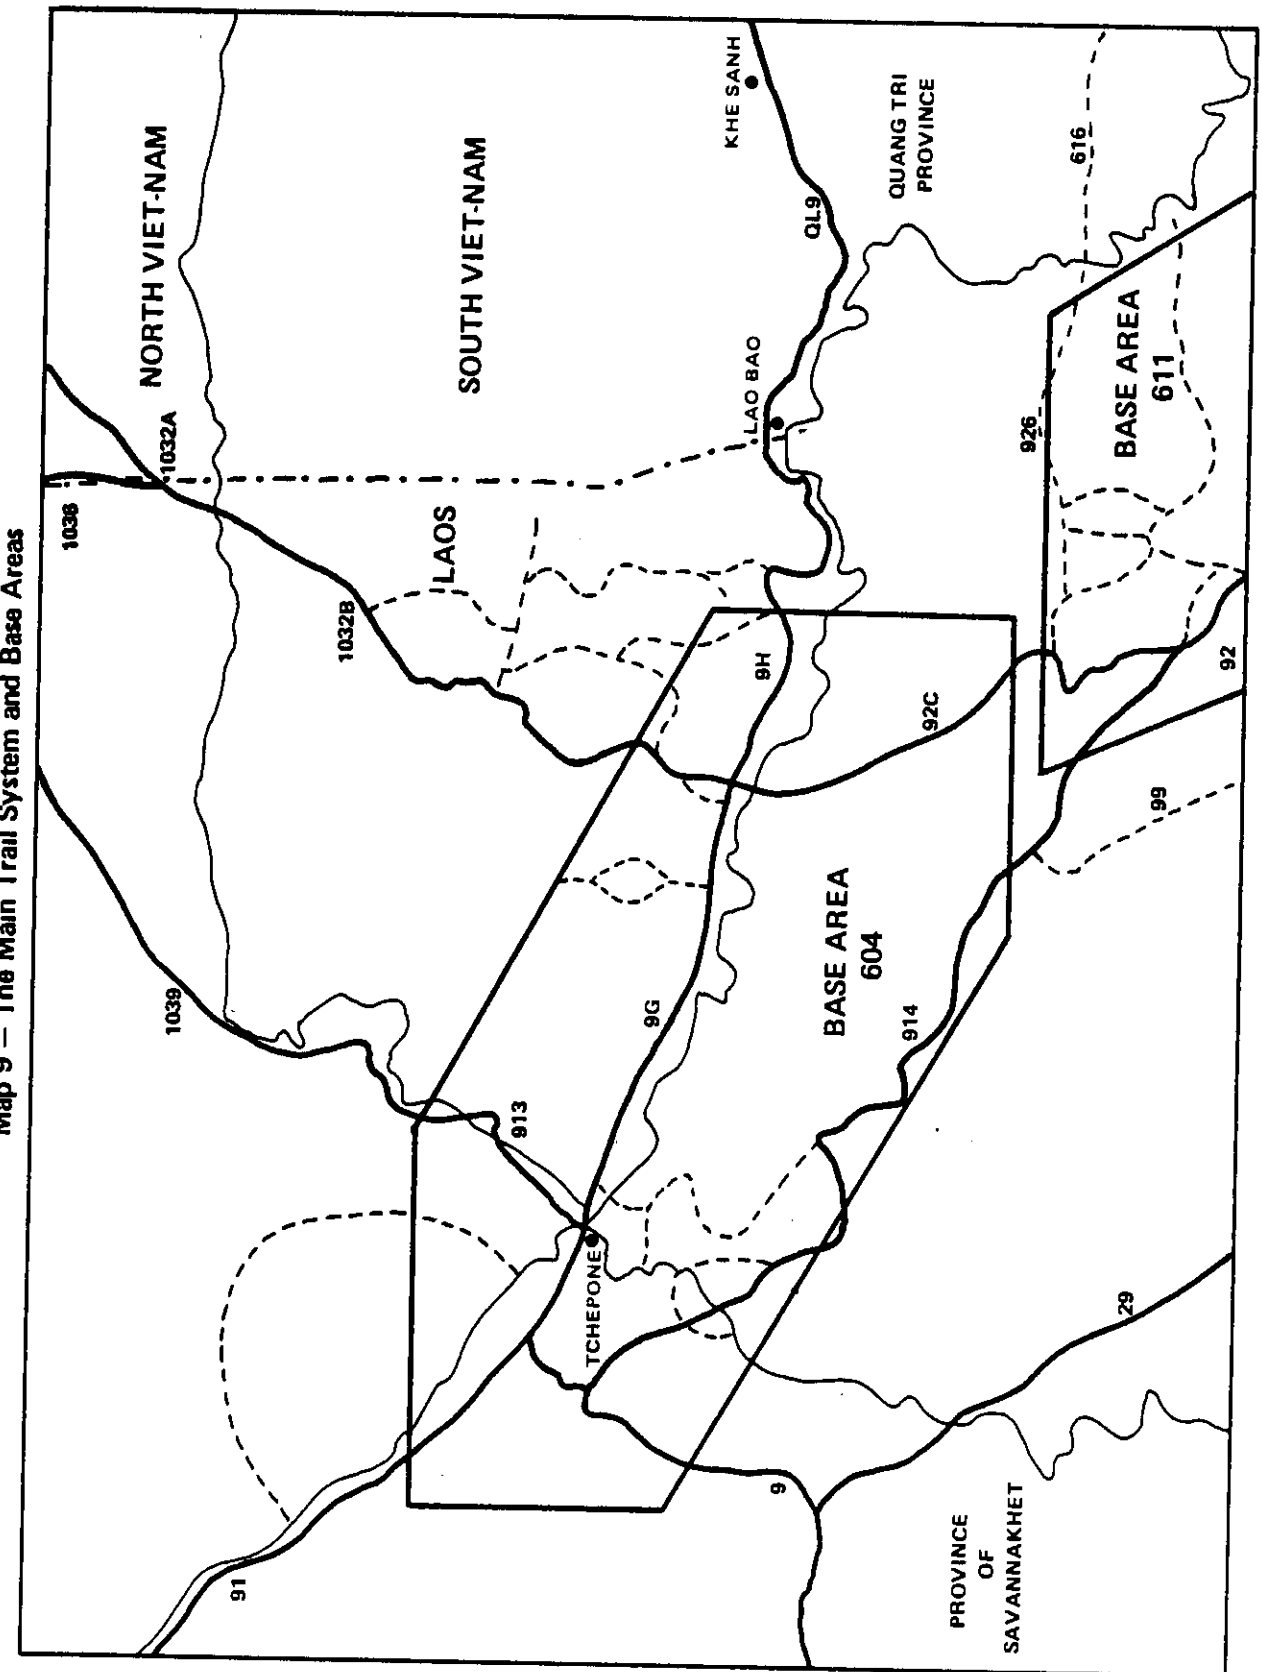 Map 9 – The Main Trail System and Base Areas
1036
NORTH VIET-NAM
1039
1032A
91
1032B
LAOS
SOUTH VIET-NAM
913
TCHEPONE
9G
9H
LAO BAO
KHE SANH
9
QL9
BASE AREA
604
914
92C
QUANG TRI
PROVINCE
PROVINCE
OF
SAVANNAKHET
926
616
29
99
BASE AREA
611
92